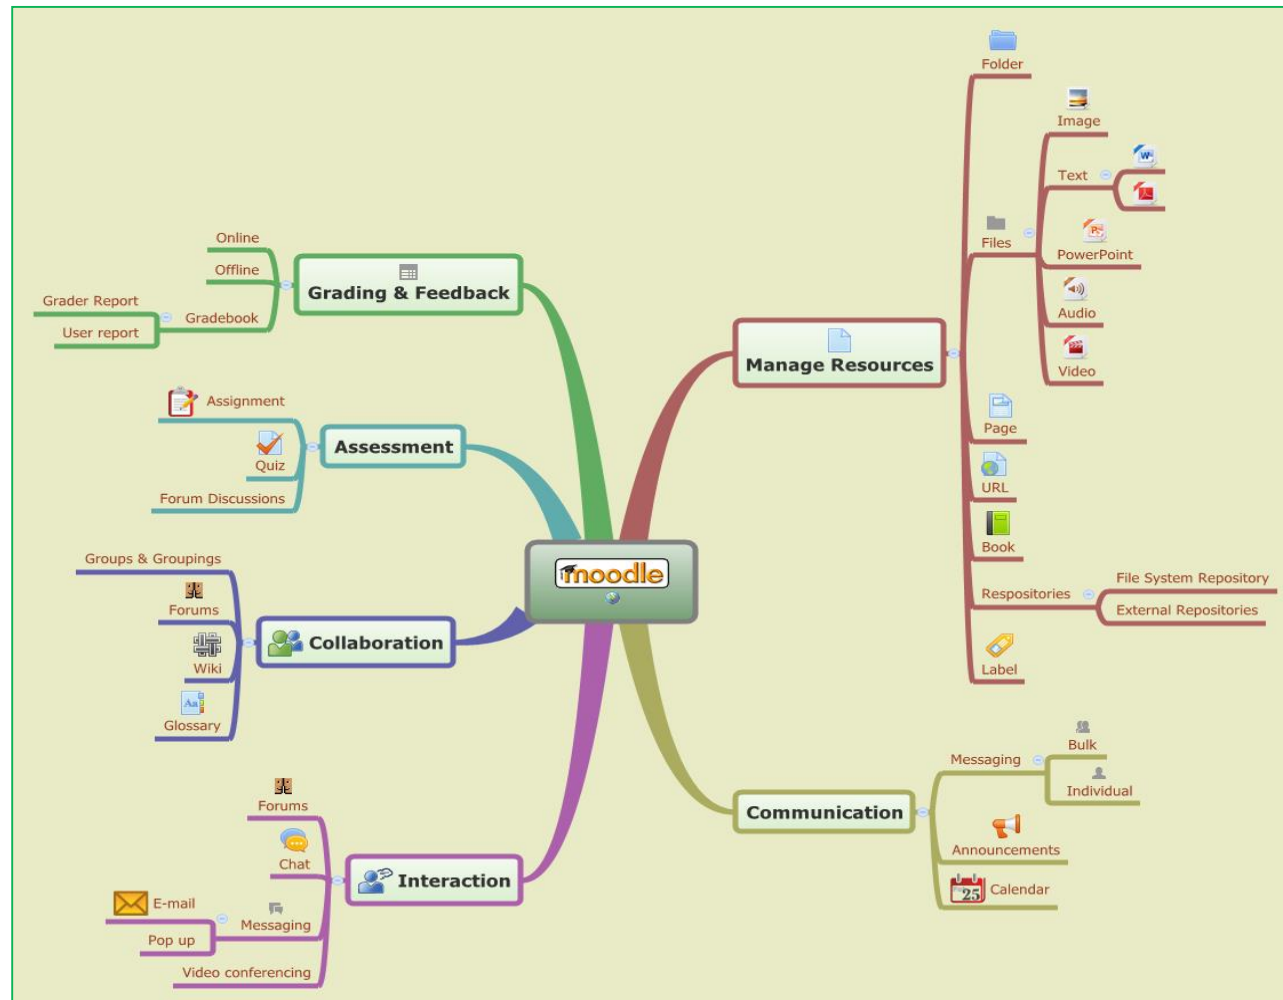 Folder
Image
Text
Files
PowerPoint
Audio
Video
Manage Resources
Page
URL
Book
Respositories
File System Repository
External Repositories
Label
Online
Offline
Grading & Feedback
Grader Report
User report
Gradebook
Assignment
Quiz
Forum Discussions
Assessment
moodle
Groups & Groupings
Forums
Wiki
Glossary
Collaboration
Forums
Chat
Interaction
E-mail
Pop up
Messaging
Video conferencing
Messaging
Bulk
Individual
Communication
Announcements
25
Calendar